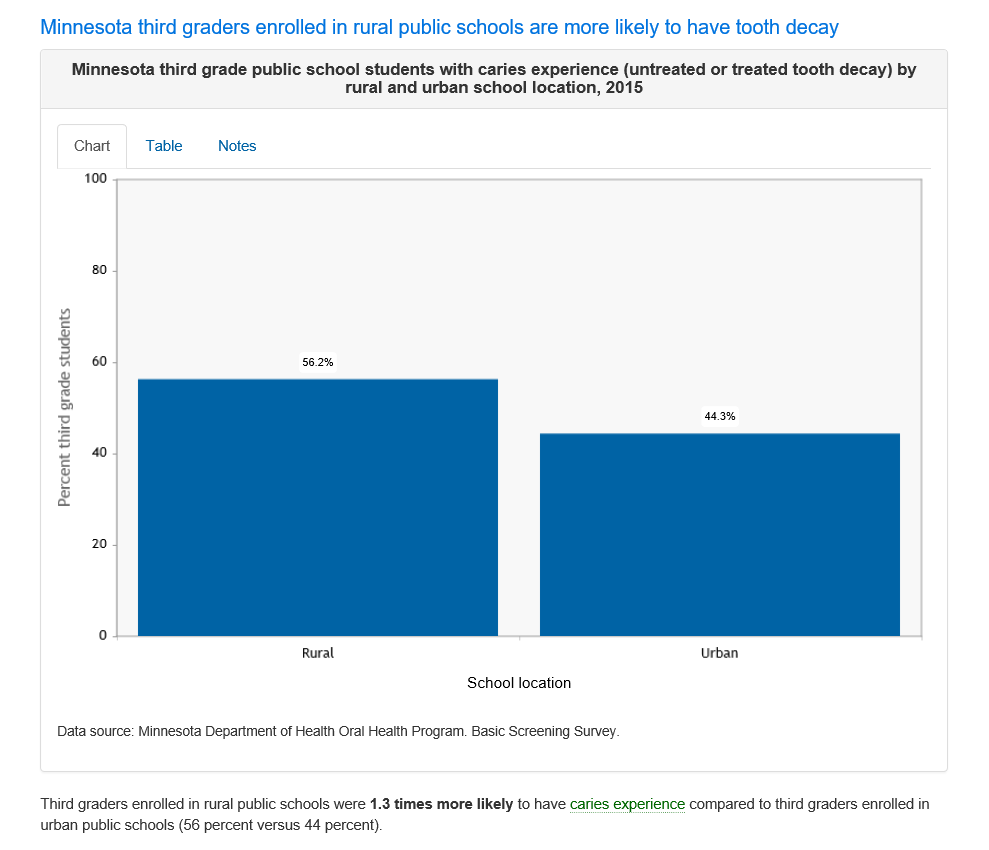 Minnesota third graders enrolled in rural public schools are more likely to have tooth decay
Minnesota third grade public school students with caries experience (untreated or treated tooth decay) by
rural and urban school location, 2015
Chart
Table
Notes
100
80
60
40
20
0
Percent third grade students
56.2%
44.3%
Rural
Urban
School location
Data source: Minnesota Department of Health Oral Health Program. Basic Screening Survey.
Third graders enrolled in rural public schools were 1.3 times more likely to have caries experience compared to third graders enrolled in
urban public schools (56 percent versus 44 percent).